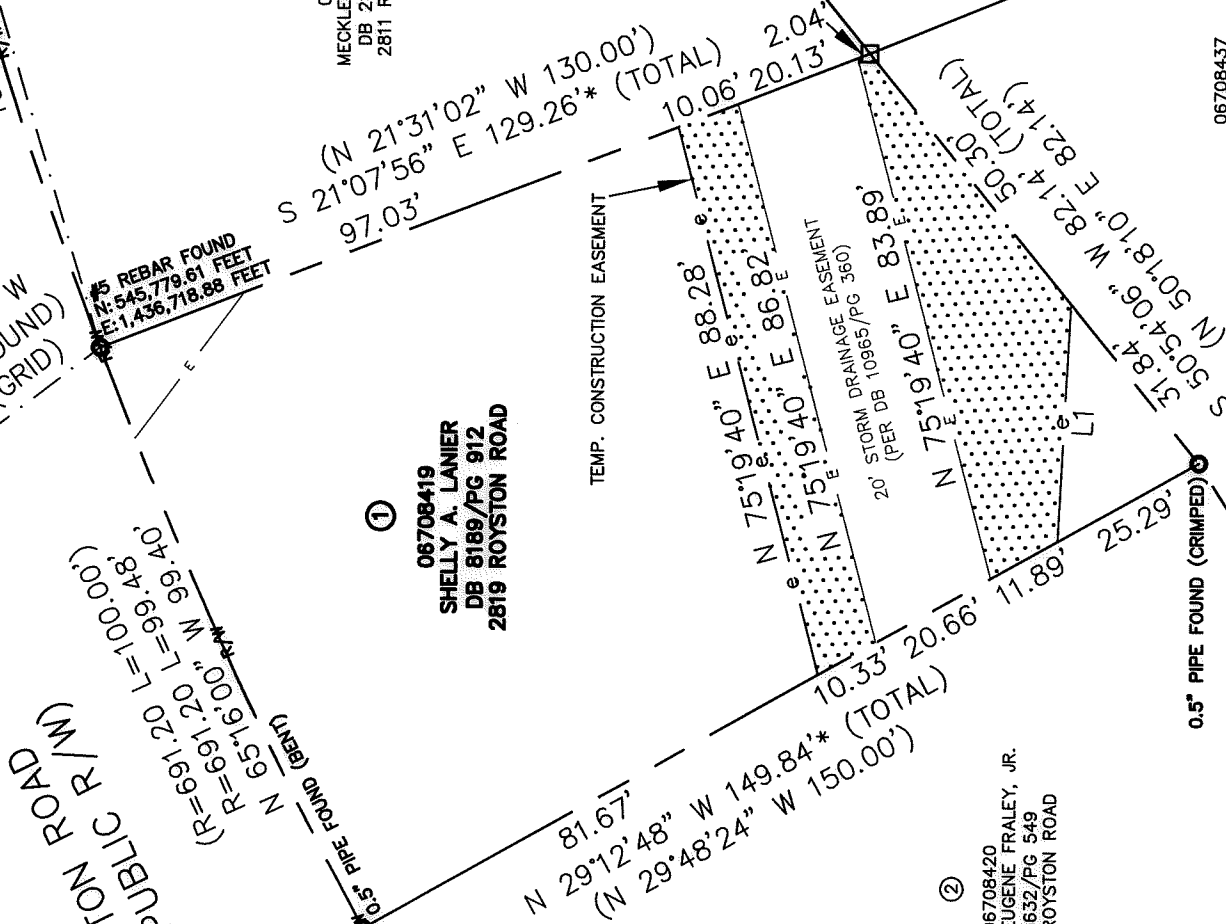 MECKLE
DB 2
2811 R
(N 21°31'02" W 130.00')
S 21°07'56" E 129.26'* (TOTAL)
97.03'
10.06'
20.13'
2.04'
#5 REBAR FOUND
N: 545,779.61 FEET
E: 1,436,718.88 FEET
W
OUND)
GRID)
E
TEMP. CONSTRUCTION EASEMENT
N 75°19'40" E 88.28'
N 75°19'40" E 86.82'
20' STORM DRAINAGE EASEMENT
(PER DB 10965/PG 360)
N 75°19'40" E 83.89'
50.30'
31.84'
S 50°54'06" W 82.14' (TOTAL)
(N 50°18'10" E 82.14')
L1
06708437
1
06708419
SHELLY A. LANIER
DB 8189/PG 912
2819 ROYSTON ROAD
(R=691.20 L=100.00')
R=691.20 L=99.48'
N 65°16'00" W 99.40'
R/W
TON ROAD
PUBLIC R/W)
0.5" PIPE FOUND (BENT)
81.67'
10.33'
20.66'
11.89'
25.29'
N 29°12'48" W 149.84'* (TOTAL)
(N 29°48'24" W 150.00')
0.5" PIPE FOUND (CRIMPED)
2
06708420
EUGENE FRALEY, JR.
632/PG 549
ROYSTON ROAD